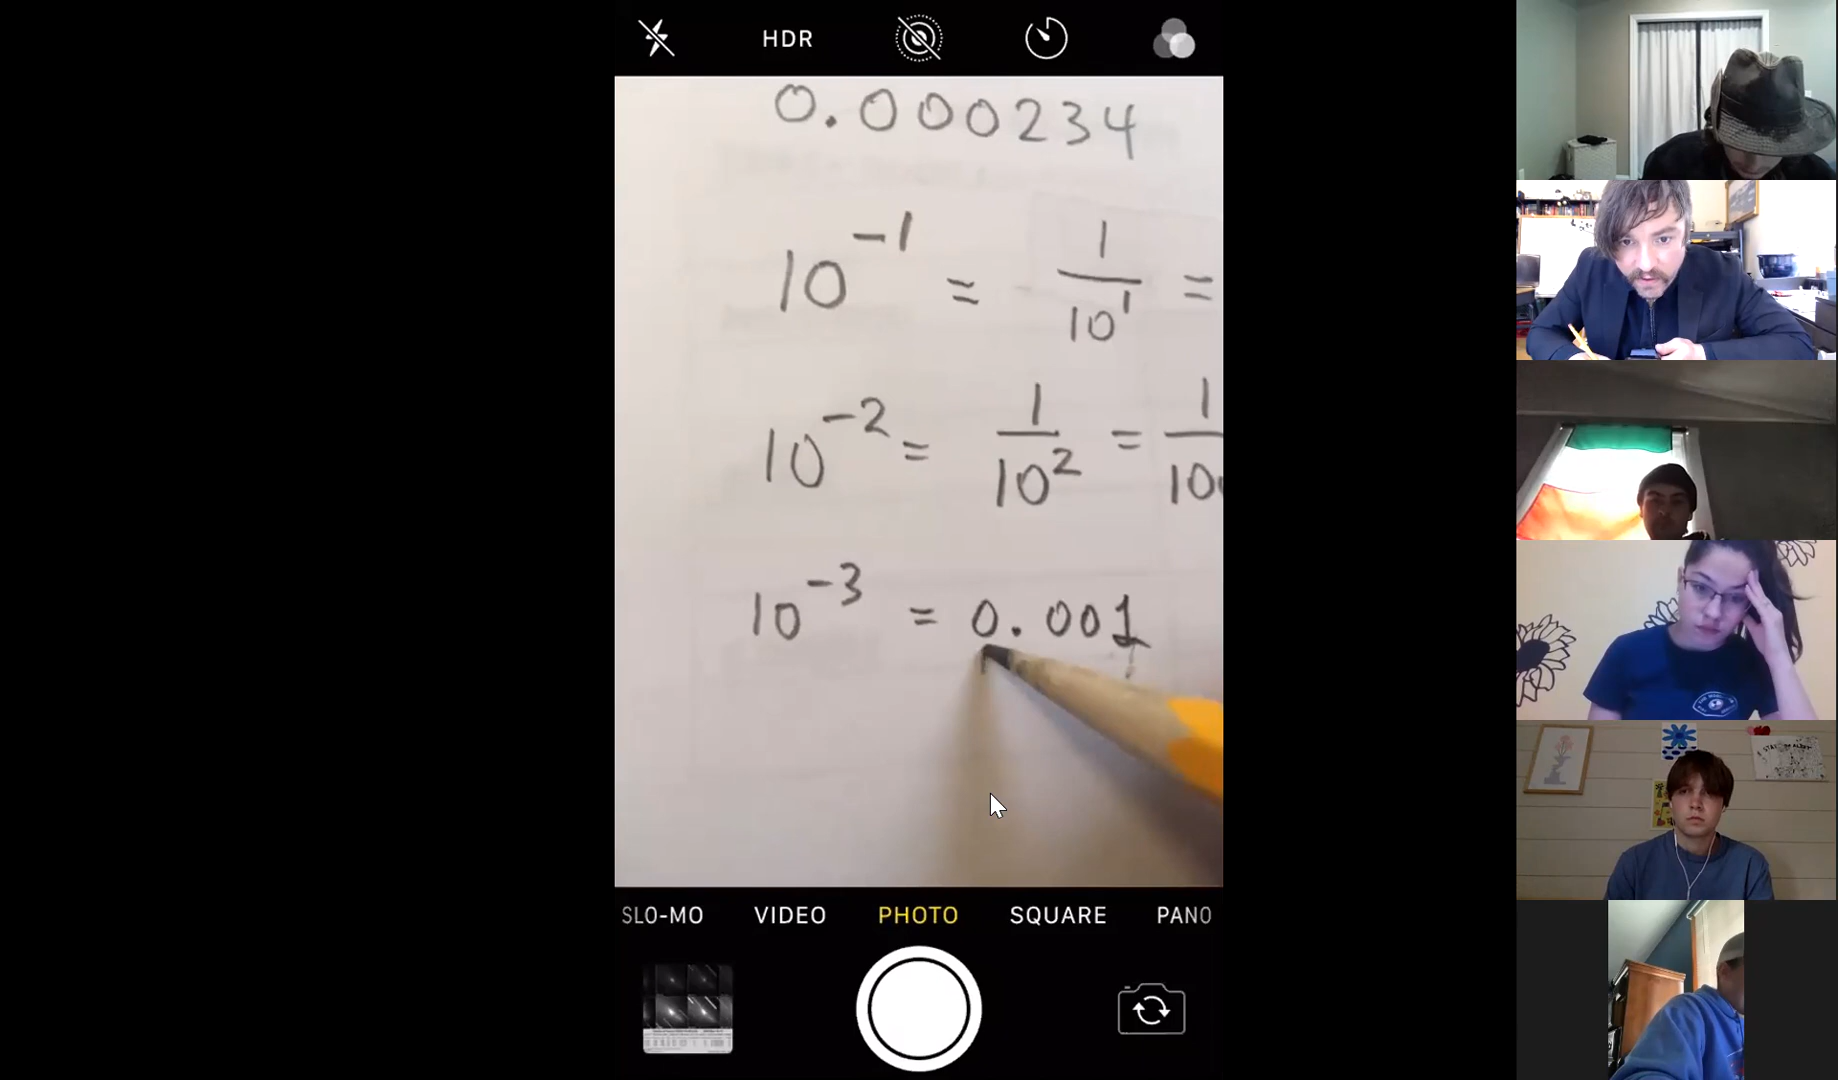 HDR
0.000234
10^-1 = 1/10^1 =
10^-2 = 1/10^2 = 1/10
10^-3 = 0.001
SLO-MO VIDEO PHOTO SQUARE PANO